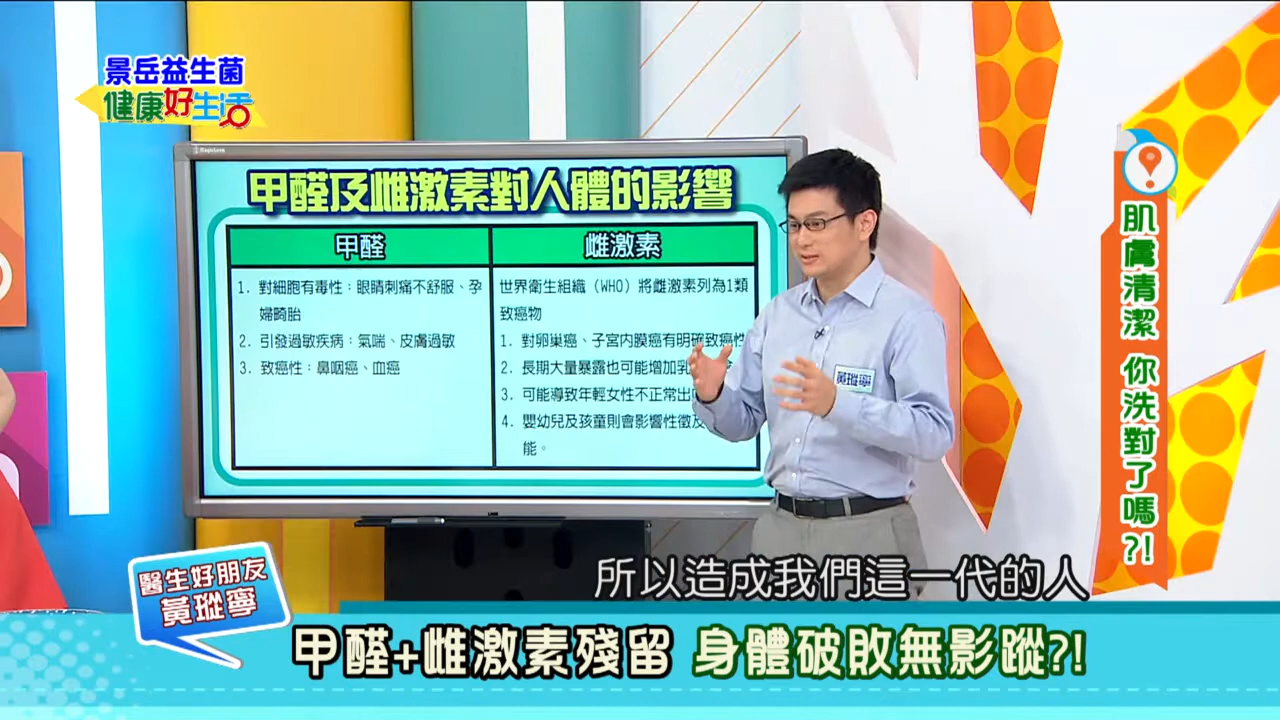 景岳益生菌
健康好生活
甲醛及雌激素對人體的影響
甲醛
1. 對細胞有毒性：眼睛刺痛不舒服、孕
婦畸胎
2. 引發過敏疾病：氣喘、皮膚過敏
3. 致癌性：鼻咽癌、血癌
雌激素
世界衛生組織（WHO）將雌激素列為1類
致癌物
1. 對卵巢癌、子宮內膜癌有明確致癌性
2. 長期大量暴露也可能增加乳
3. 可能導致年輕女性不正常出
4. 嬰幼兒及孩童則會影響性徵及
能。
黃瑽寧
肌膚清潔 你洗對了嗎?!
所以造成我們這一代的人
醫生好朋友
黃瑽寧
甲醛+雌激素殘留 身體破敗無影蹤?!